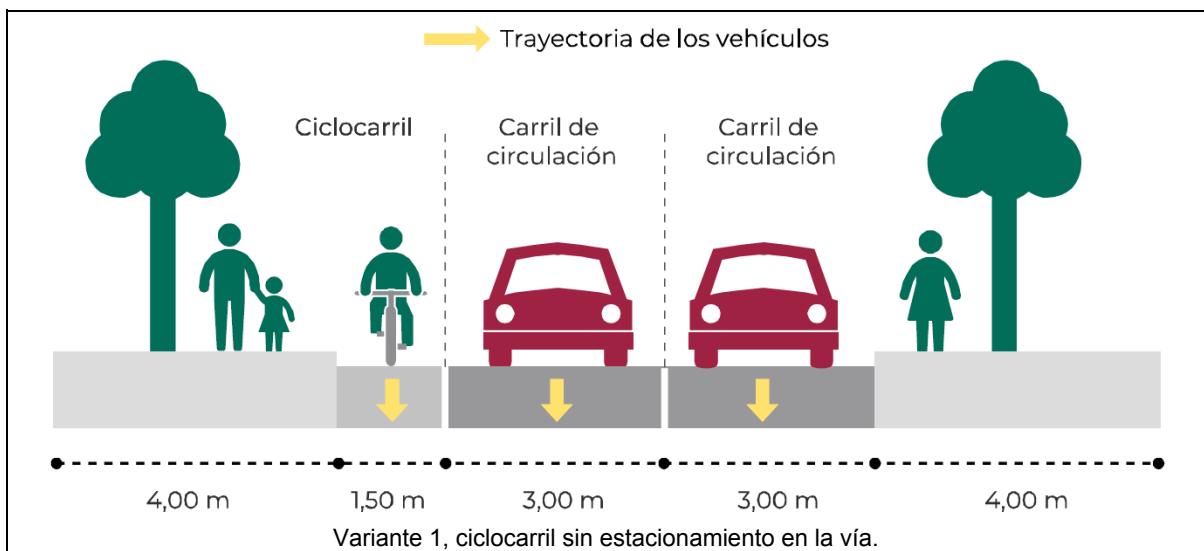 Trayectoria de los vehículos
Ciclocarril
Carril de
circulación
Carril de
circulación
4,00 m
1,50 m
3,00 m
3,00 m
4,00 m
Variante 1, ciclocarril sin estacionamiento en la vía.